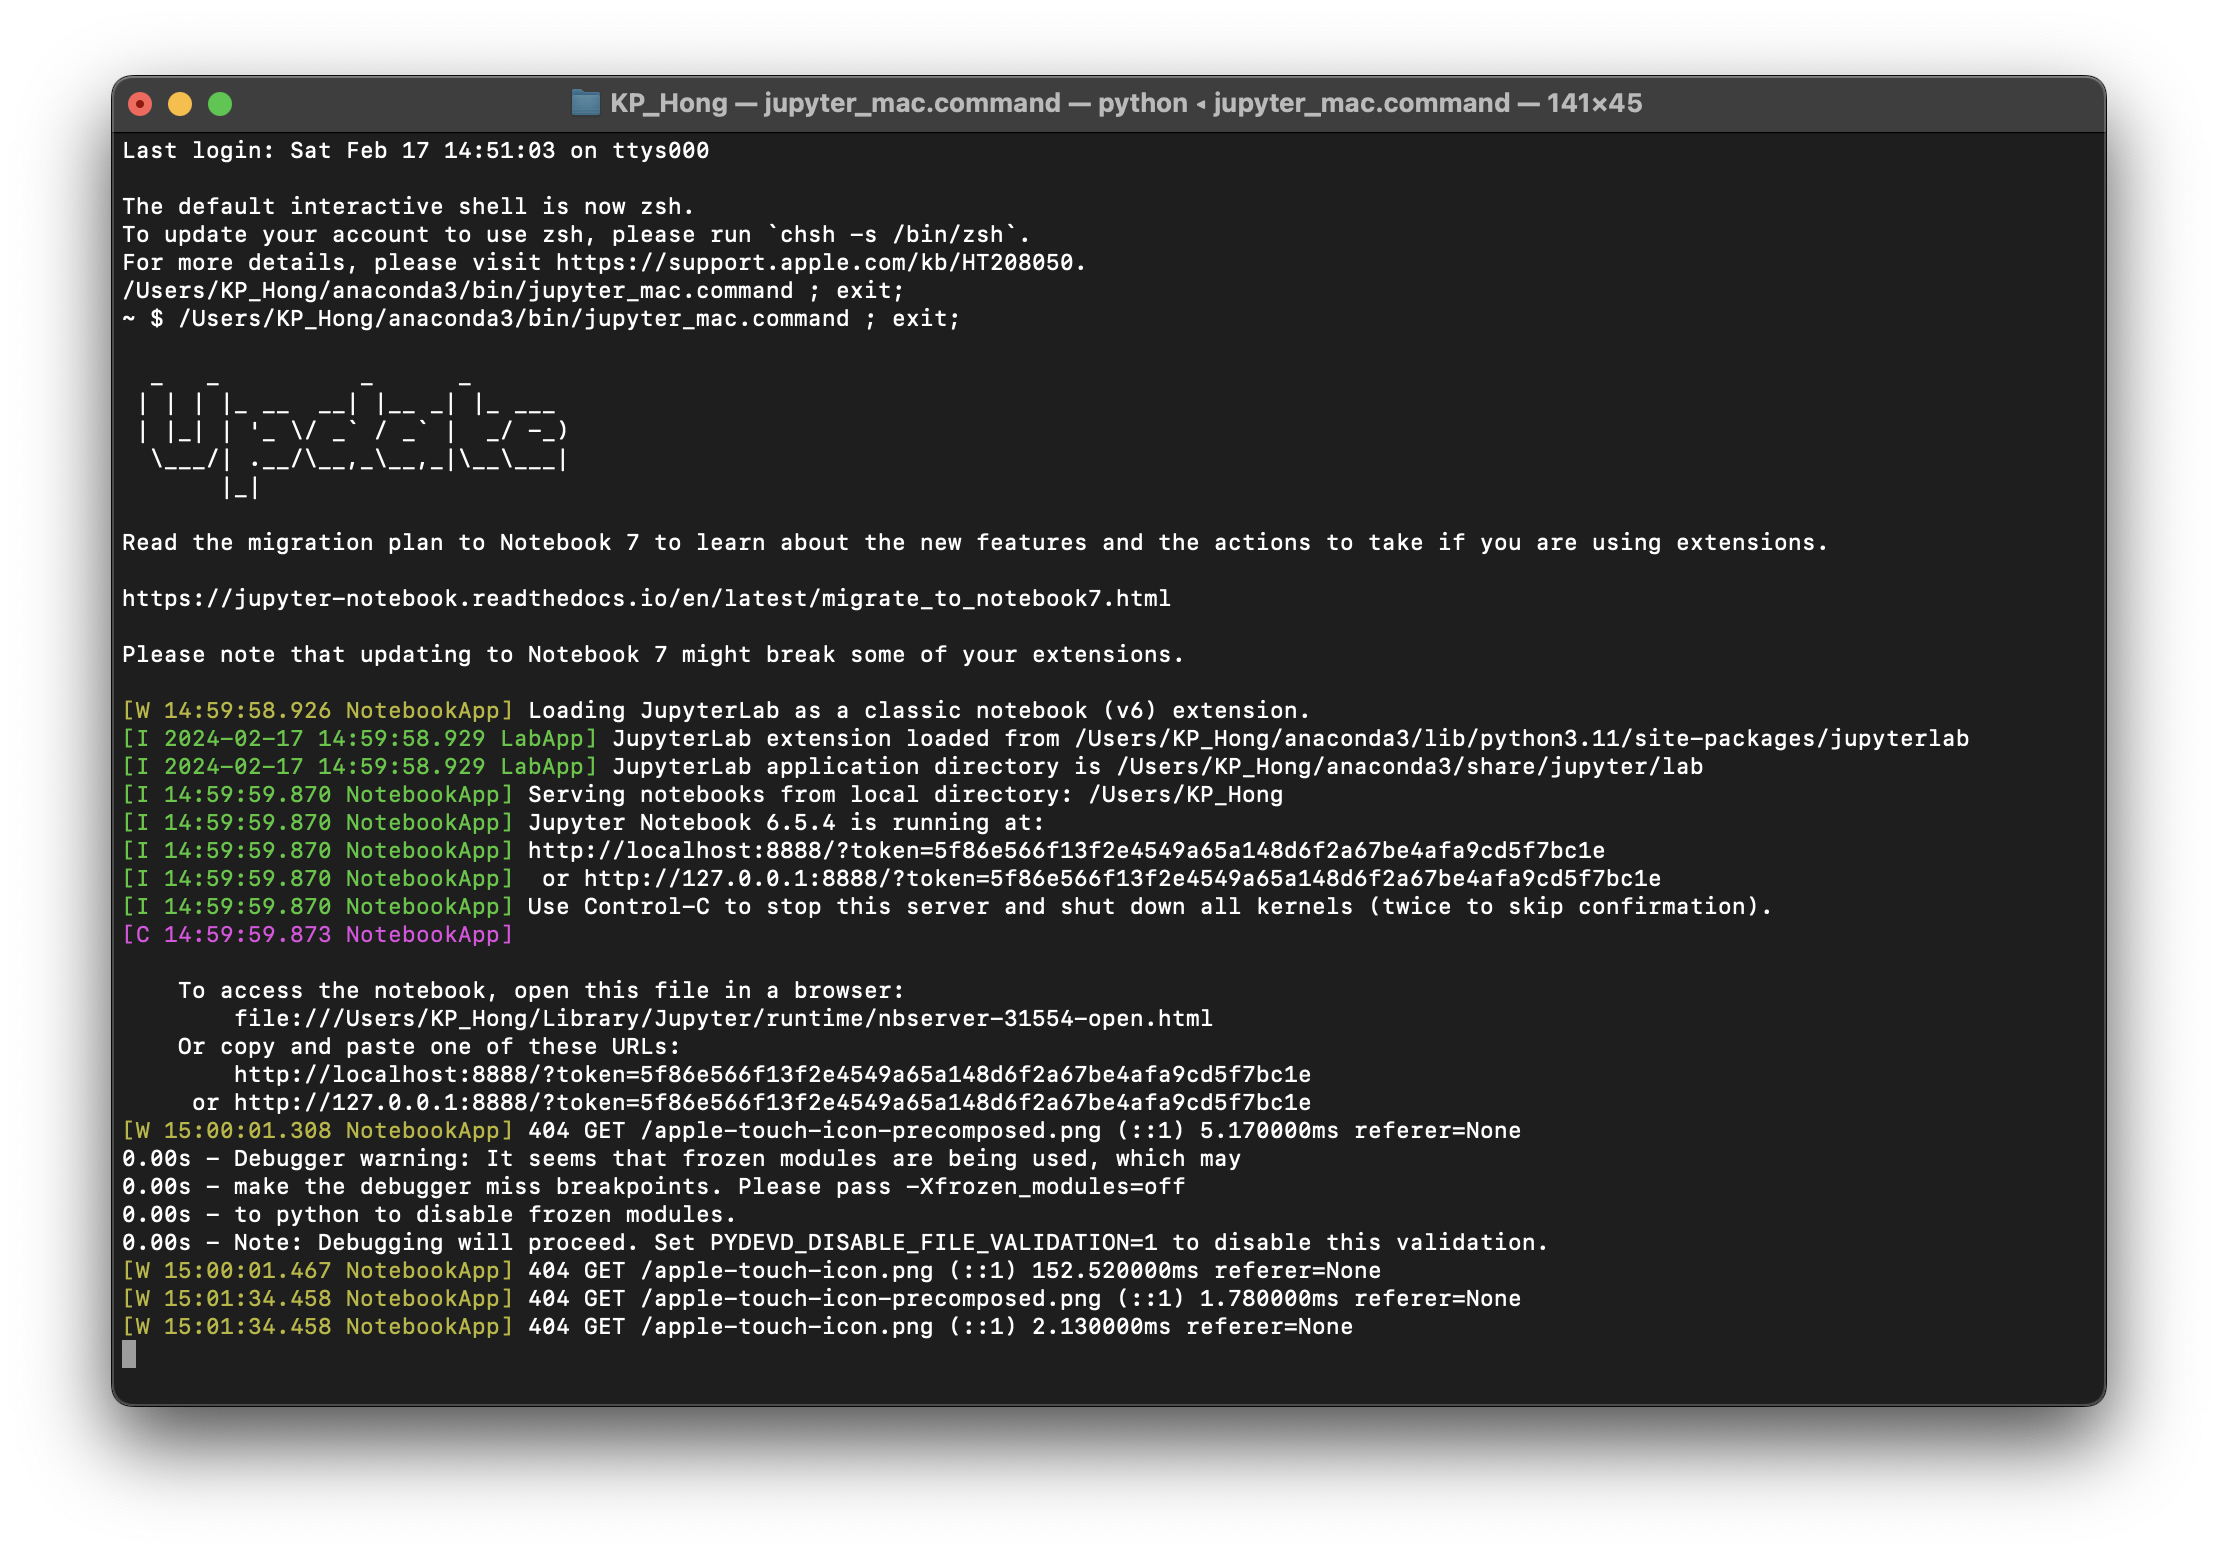 KP_Hong — jupyter_mac.command — python ◂ jupyter_mac.command — 141×45
Last login: Sat Feb 17 14:51:03 on ttys000
The default interactive shell is now zsh.
To update your account to use zsh, please run `chsh -s /bin/zsh`.
For more details, please visit https://support.apple.com/kb/HT208050.
/Users/KP_Hong/anaconda3/bin/jupyter_mac.command ; exit;
~ $ /Users/KP_Hong/anaconda3/bin/jupyter_mac.command ; exit;
  _   _          _      _
 | | | |_ __  __| |__ _| |_ ___
 | |_| | '_ \/ _` / _` |  _/ -_)
  \___/| .__/\__,_\__,_|\__\___|
       |_|
Read the migration plan to Notebook 7 to learn about the new features and the actions to take if you are using extensions.
https://jupyter-notebook.readthedocs.io/en/latest/migrate_to_notebook7.html
Please note that updating to Notebook 7 might break some of your extensions.
[W 14:59:58.926 NotebookApp] Loading JupyterLab as a classic notebook (v6) extension.
[I 2024-02-17 14:59:58.929 LabApp] JupyterLab extension loaded from /Users/KP_Hong/anaconda3/lib/python3.11/site-packages/jupyterlab
[I 2024-02-17 14:59:58.929 LabApp] JupyterLab application directory is /Users/KP_Hong/anaconda3/share/jupyter/lab
[I 14:59:59.870 NotebookApp] Serving notebooks from local directory: /Users/KP_Hong
[I 14:59:59.870 NotebookApp] Jupyter Notebook 6.5.4 is running at:
[I 14:59:59.870 NotebookApp] http://localhost:8888/?token=5f86e566f13f2e4549a65a148d6f2a67be4afa9cd5f7bc1e
[I 14:59:59.870 NotebookApp]  or http://127.0.0.1:8888/?token=5f86e566f13f2e4549a65a148d6f2a67be4afa9cd5f7bc1e
[I 14:59:59.870 NotebookApp] Use Control-C to stop this server and shut down all kernels (twice to skip confirmation).
[C 14:59:59.873 NotebookApp]
    To access the notebook, open this file in a browser:
        file:///Users/KP_Hong/Library/Jupyter/runtime/nbserver-31554-open.html
    Or copy and paste one of these URLs:
        http://localhost:8888/?token=5f86e566f13f2e4549a65a148d6f2a67be4afa9cd5f7bc1e
     or http://127.0.0.1:8888/?token=5f86e566f13f2e4549a65a148d6f2a67be4afa9cd5f7bc1e
[W 15:00:01.308 NotebookApp] 404 GET /apple-touch-icon-precomposed.png (::1) 5.170000ms referer=None
0.00s - Debugger warning: It seems that frozen modules are being used, which may
0.00s - make the debugger miss breakpoints. Please pass -Xfrozen_modules=off
0.00s - to python to disable frozen modules.
0.00s - Note: Debugging will proceed. Set PYDEVD_DISABLE_FILE_VALIDATION=1 to disable this validation.
[W 15:00:01.467 NotebookApp] 404 GET /apple-touch-icon.png (::1) 152.520000ms referer=None
[W 15:01:34.458 NotebookApp] 404 GET /apple-touch-icon-precomposed.png (::1) 1.780000ms referer=None
[W 15:01:34.458 NotebookApp] 404 GET /apple-touch-icon.png (::1) 2.130000ms referer=None